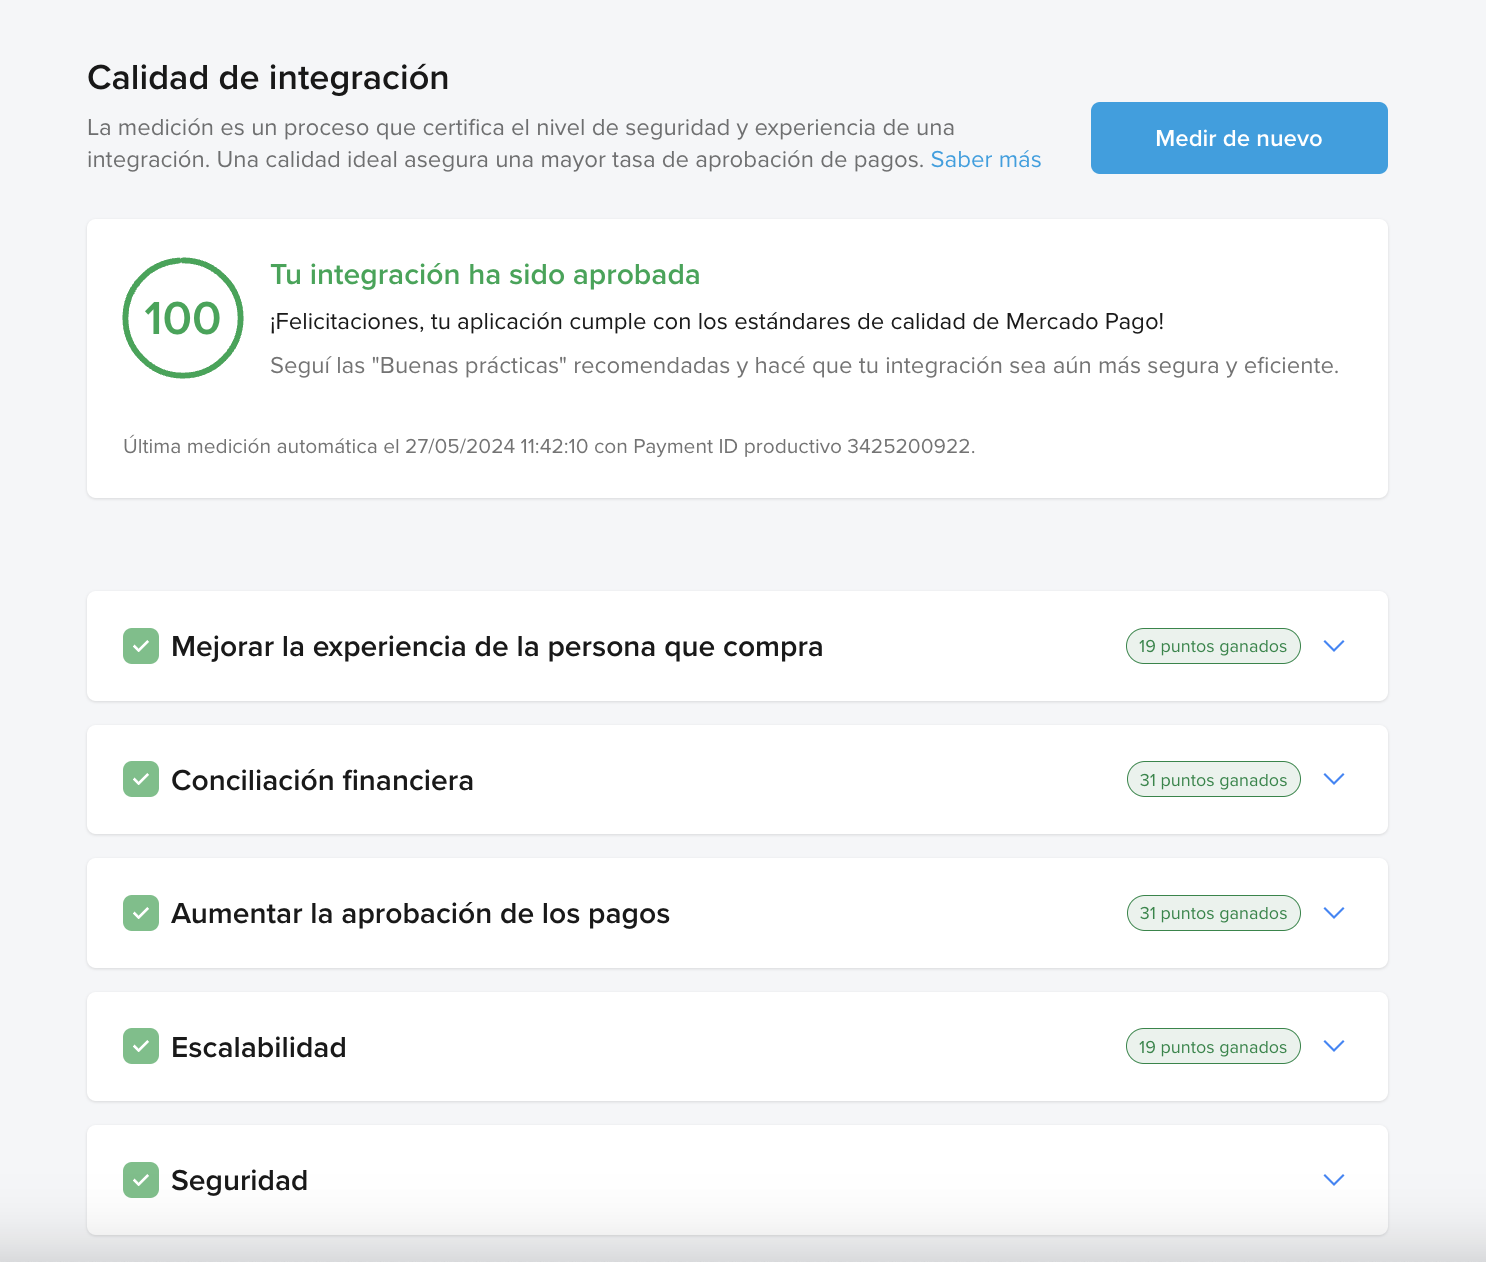 Calidad de integración
La medición es un proceso que certifica el nivel de seguridad y experiencia de una
integración. Una calidad ideal asegura una mayor tasa de aprobación de pagos. Saber más
Medir de nuevo
100
Tu integración ha sido aprobada
¡Felicitaciones, tu aplicación cumple con los estándares de calidad de Mercado Pago!
Seguí las "Buenas prácticas" recomendadas y hacé que tu integración sea aún más segura y eficiente.
Última medición automática el 27/05/2024 11:42:10 con Payment ID productivo 3425200922.
Mejorar la experiencia de la persona que compra
19 puntos ganados
Conciliación financiera
31 puntos ganados
Aumentar la aprobación de los pagos
31 puntos ganados
Escalabilidad
19 puntos ganados
Seguridad